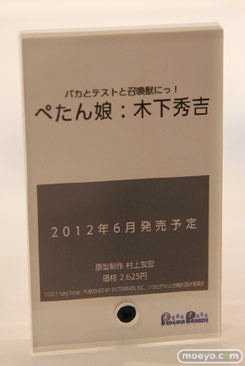 バカとテストと召喚獣にっ！
ぺたん娘：木下秀吉
2012年6月発売予定
原型制作 村上友宏
価格 2,625円
PENGUIN PARADE
moeyo.com